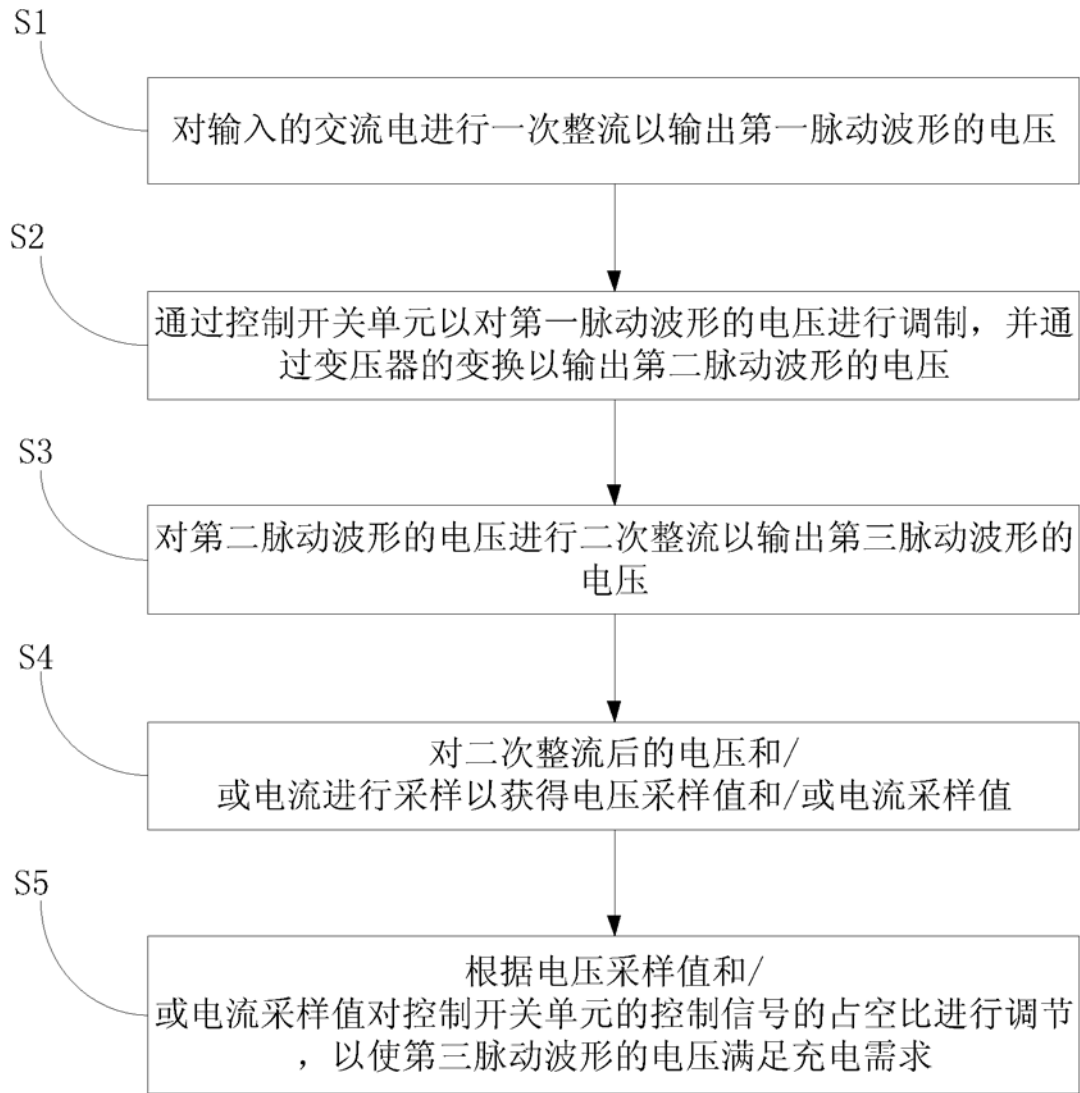 S1
对输入的交流电进行一次整流以输出第一脉动波形的电压
S2
通过控制开关单元以对第一脉动波形的电压进行调制，并通
过变压器的变换以输出第二脉动波形的电压
S3
对第二脉动波形的电压进行二次整流以输出第三脉动波形的
电压
S4
对二次整流后的电压和/
或电流进行采样以获得电压采样值和/或电流采样值
S5
根据电压采样值和/
或电流采样值对控制开关单元的控制信号的占空比进行调节
，以使第三脉动波形的电压满足充电需求